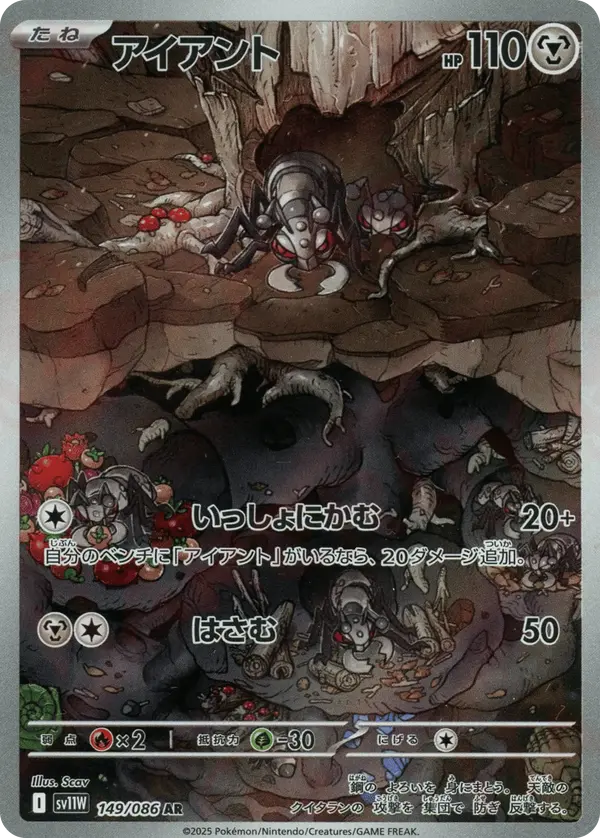 たね アイアント HP110
いっしょにかむ 20+
自分のベンチに「アイアント」がいるなら、20ダメージ追加。
はさむ 50
弱点 ×2 抵抗力 -30 にげる
Illus. Scav
鋼の よろいを 身にまとう。 天敵の
I sv11W 149/086 AR
クイタランの 攻撃を 集団で 防ぎ 反撃する。
©2025 Pokémon/Nintendo/Creatures/GAME FREAK.